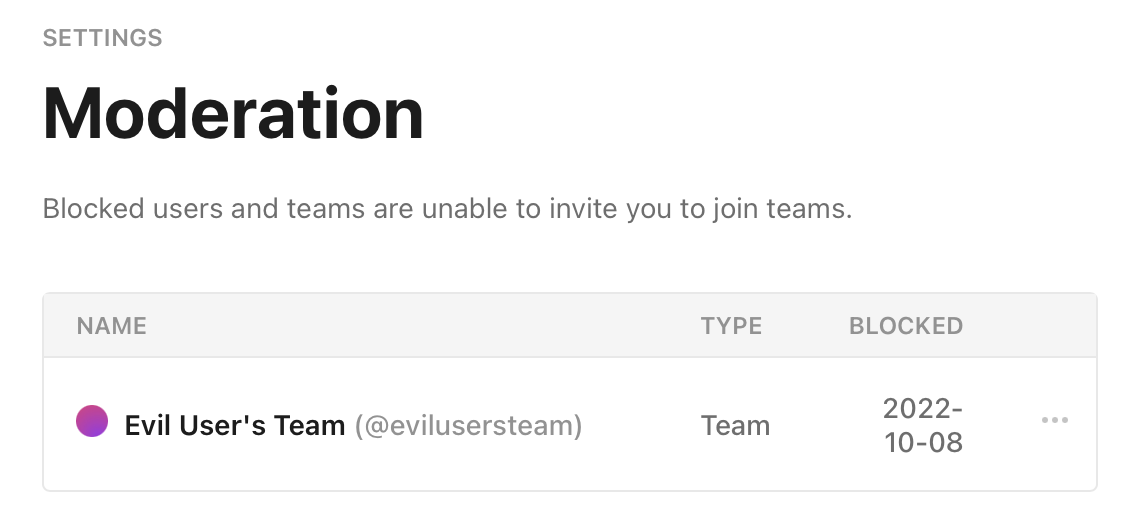 SETTINGS
Moderation
Blocked users and teams are unable to invite you to join teams.
NAME TYPE BLOCKED
Evil User's Team (@evilusersteam) Team 2022-
10-08